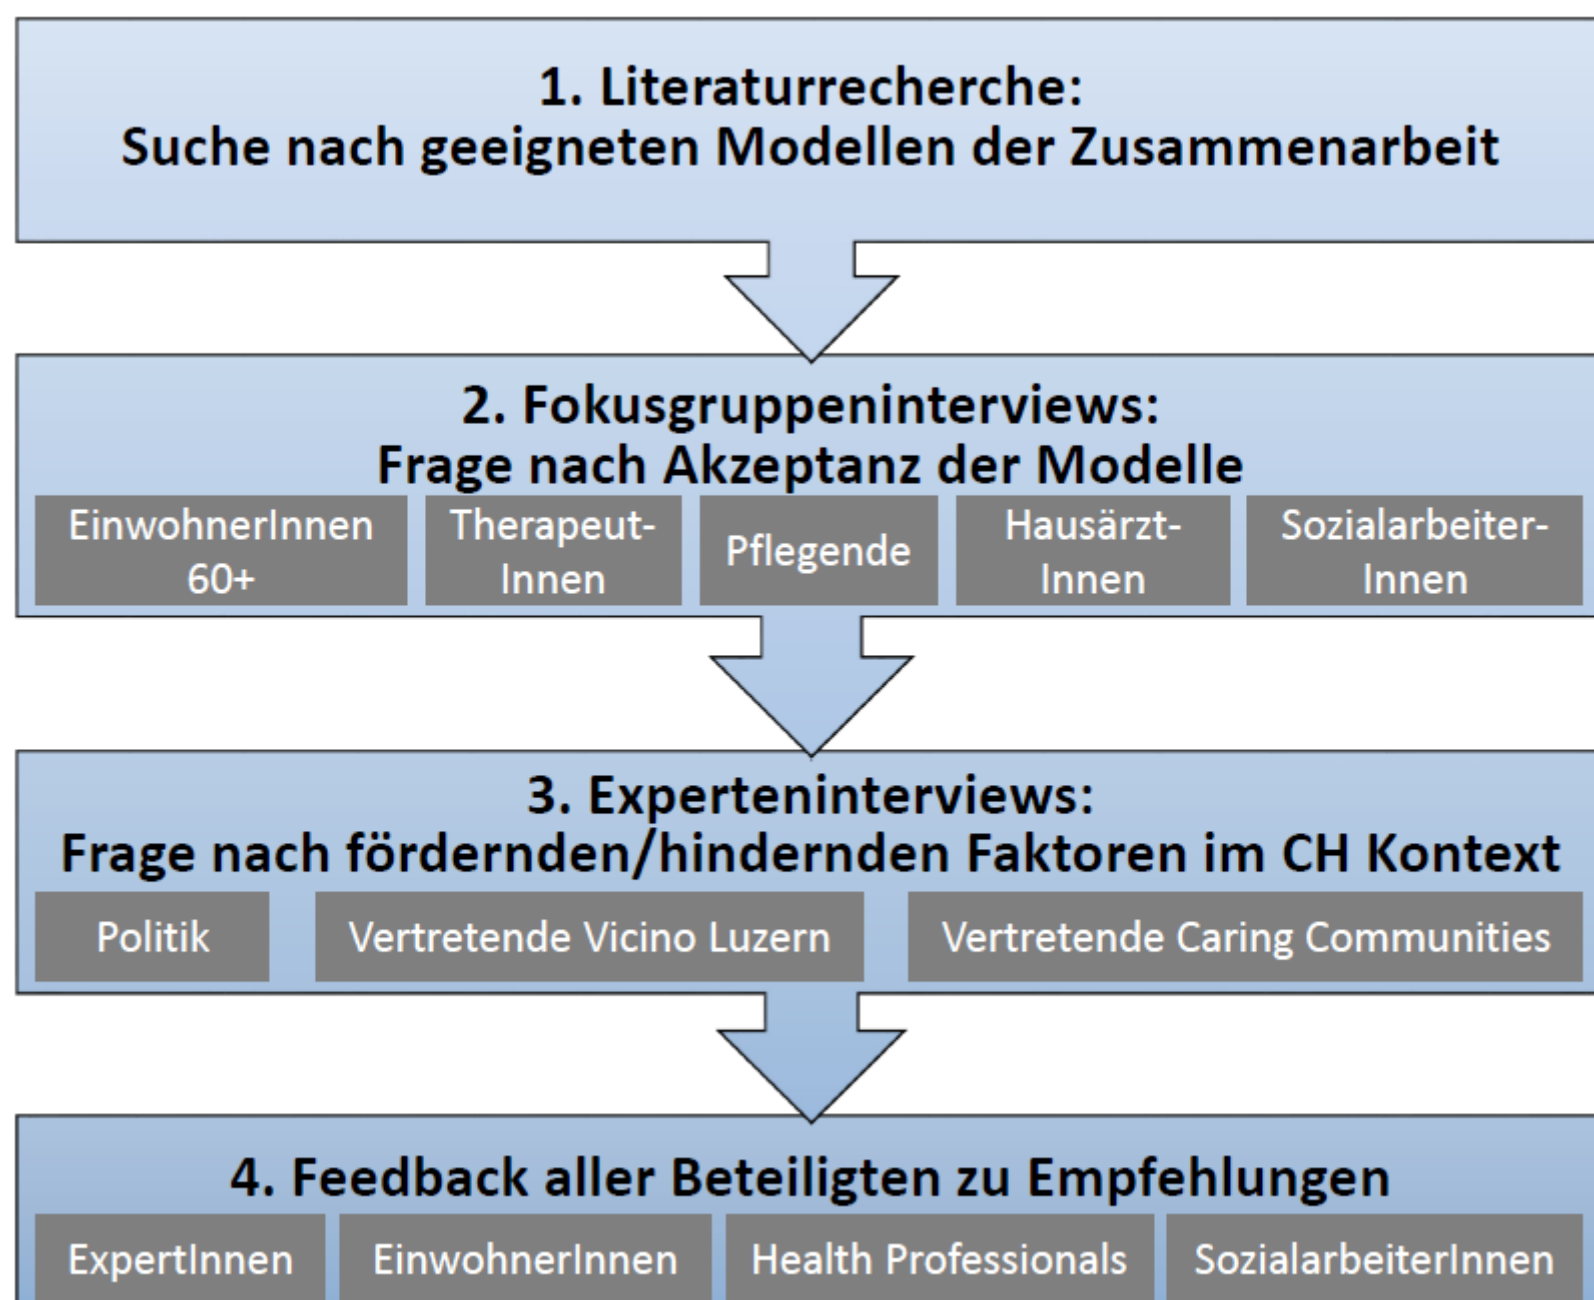 1. Literaturrecherche:
Suche nach geeigneten Modellen der Zusammenarbeit
2. Fokusgruppeninterviews:
Frage nach Akzeptanz der Modelle
EinwohnerInnen
60+
Therapeut-
Innen
Pflegende
Hausärzt-
Innen
Sozialarbeiter-
Innen
3. Experteninterviews:
Frage nach fördernden/hindernden Faktoren im CH Kontext
Politik
Vertretende Vicino Luzern
Vertretende Caring Communities
4. Feedback aller Beteiligten zu Empfehlungen
ExpertInnen
EinwohnerInnen
Health Professionals
SozialarbeiterInnen